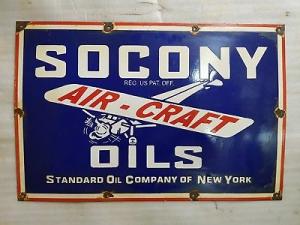 SOCONY
REG. US. PAT. OFF.
AIR-CRAFT
OILS
STANDARD OIL COMPANY OF NEW YORK